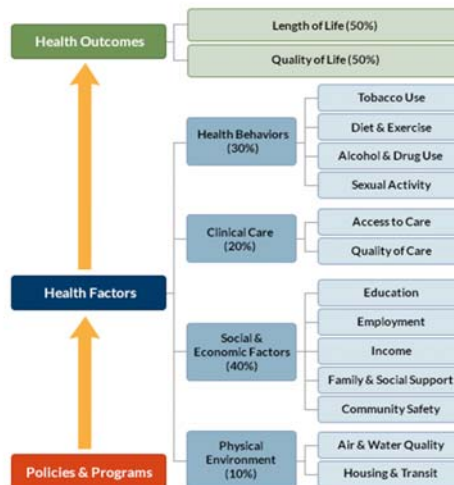 Health Outcomes
Length of Life (50%)
Quality of Life (50%)
Health Factors
Health Behaviors
(30%)
Tobacco Use
Diet & Exercise
Alcohol & Drug Use
Sexual Activity
Clinical Care
(20%)
Access to Care
Quality of Care
Social &
Economic Factors
(40%)
Education
Employment
Income
Family & Social Support
Community Safety
Physical
Environment
(10%)
Air & Water Quality
Housing & Transit
Policies & Programs